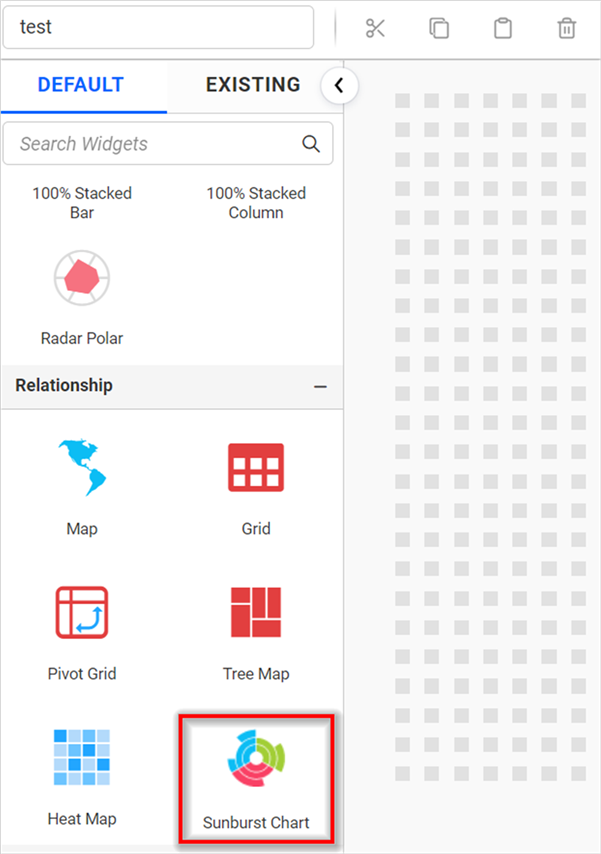 test
DEFAULT EXISTING
Search Widgets
100% Stacked 100% Stacked
Bar Column
Radar Polar
Relationship
Map Grid
Pivot Grid Tree Map
Heat Map Sunburst Chart